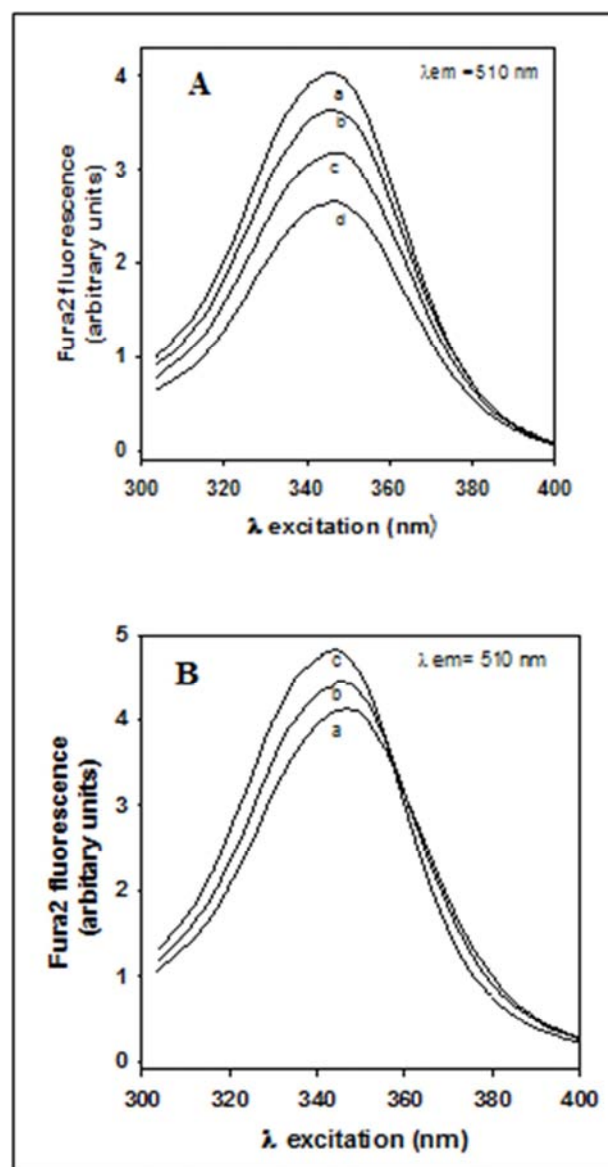 A
λem =510 nm
a
b
c
d
4
3
2
1
0
Fura2 fluorescence
(arbitrary units)
300 320 340 360 380 400
λ excitation (nm)
B
λ em= 510 nm
c
b
a
5
4
3
2
1
0
Fura2 fluorescence
(arbitary units)
300 320 340 360 380 400
λ excitation (nm)